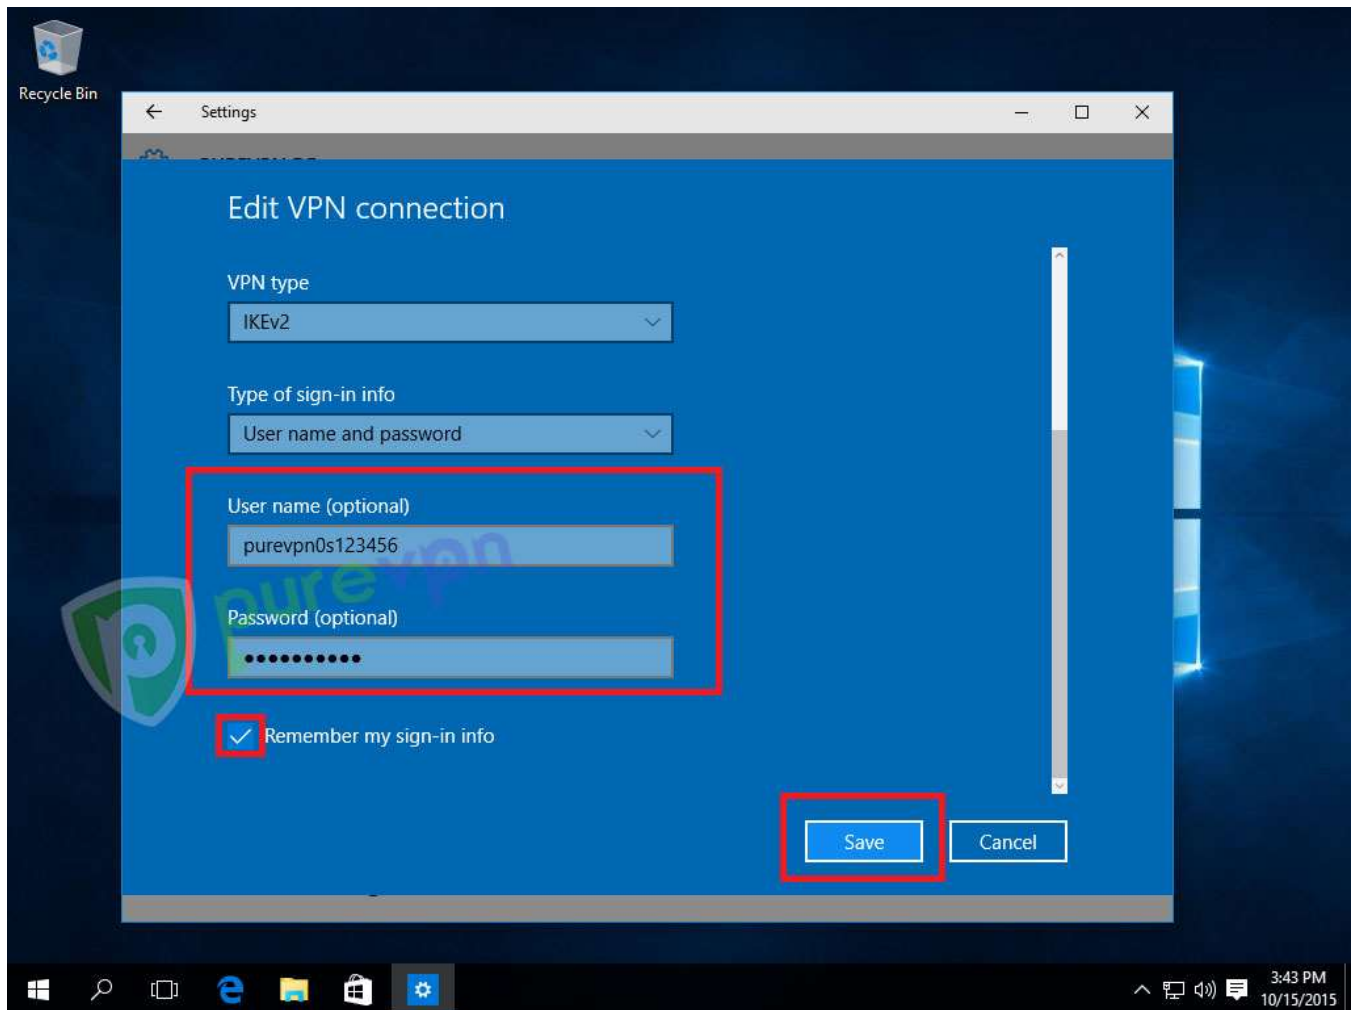 Recycle Bin
Settings
Edit VPN connection
VPN type
IKEv2
Type of sign-in info
User name and password
User name (optional)
purevpn0s123456
purevpn
Password (optional)
Remember my sign-in info
Save
Cancel
3:43 PM
10/15/2015